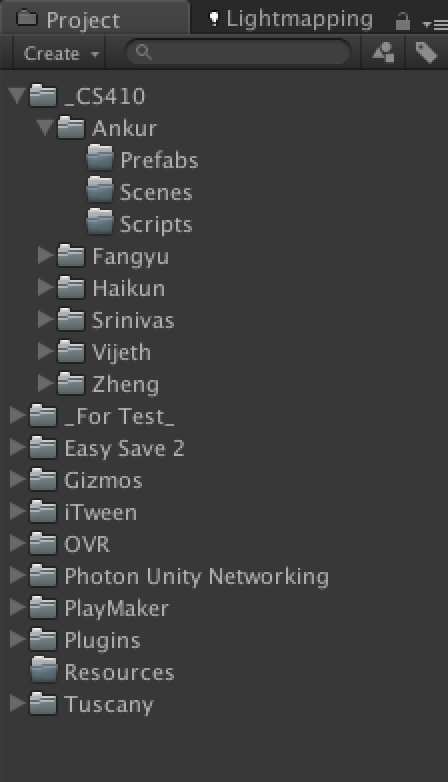 Project Lightmapping
Create
_CS410
Ankur
Prefabs
Scenes
Scripts
Fangyu
Haikun
Srinivas
Vijeth
Zheng
_For Test_
Easy Save 2
Gizmos
iTween
OVR
Photon Unity Networking
PlayMaker
Plugins
Resources
Tuscany